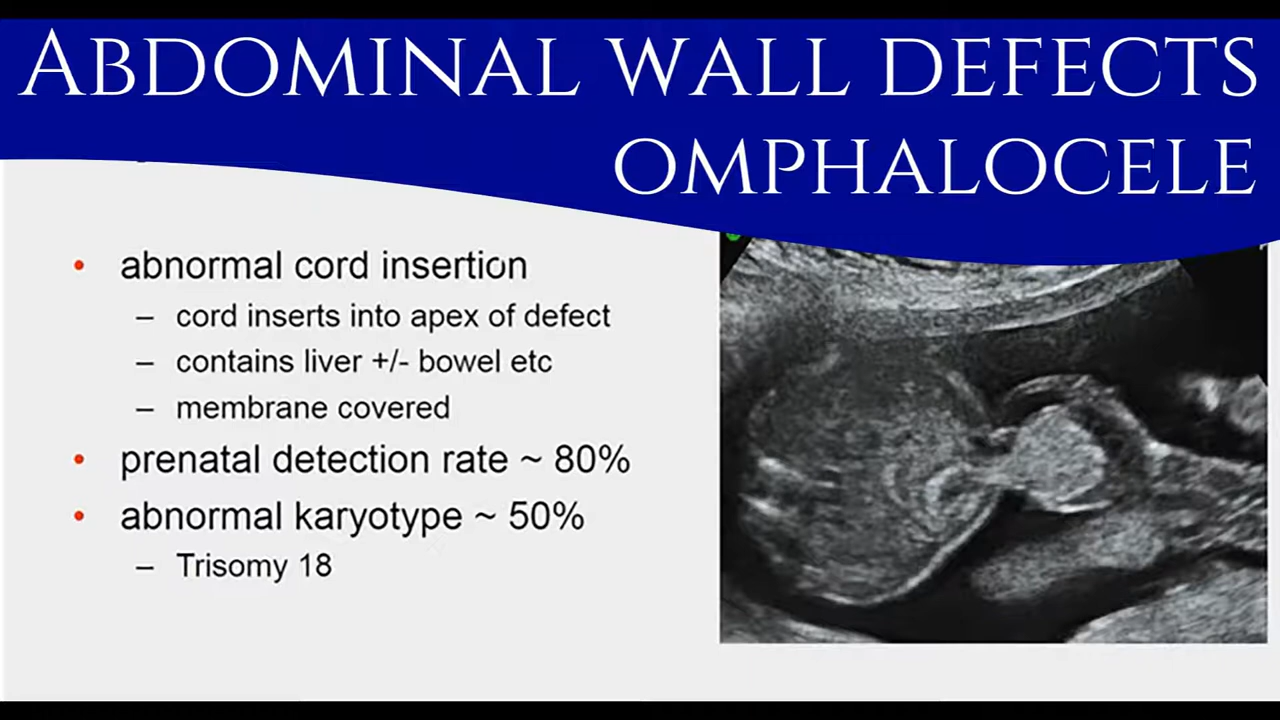 ABDOMINAL WALL DEFECTS
OMPHALOCELE
• abnormal cord insertion
– cord inserts into apex of defect
– contains liver +/- bowel etc
– membrane covered
• prenatal detection rate ~ 80%
• abnormal karyotype ~ 50%
– Trisomy 18